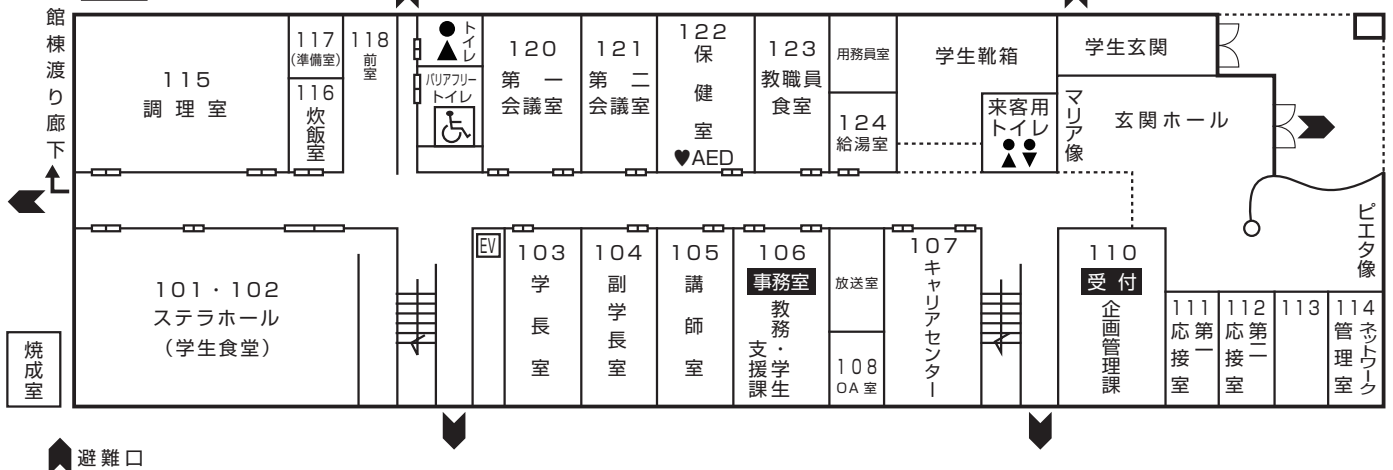 館棟渡り廊下
115
調理室
117
(準備室)
116
炊飯室
118
前室
トイレ
バリアフリー
トイレ
120
第一
会議室
121
第二
会議室
122
保健室
♥AED
123
教職員
食室
用務員室
124
給湯室
学生靴箱
来客用
トイレ
学生玄関
マリア像
玄関ホール
ピエタ像
101・102
ステラホール
(学生食堂)
焼成室
EV
103
学長室
104
副学長室
105
講師室
106
事務室
教務・学生
支援課
放送室
108
OA室
107
キャリアセンター
110
受付
企画管理課
111
第一
応接室
112
第二
応接室
113
114
ネットワーク
管理室
避難口